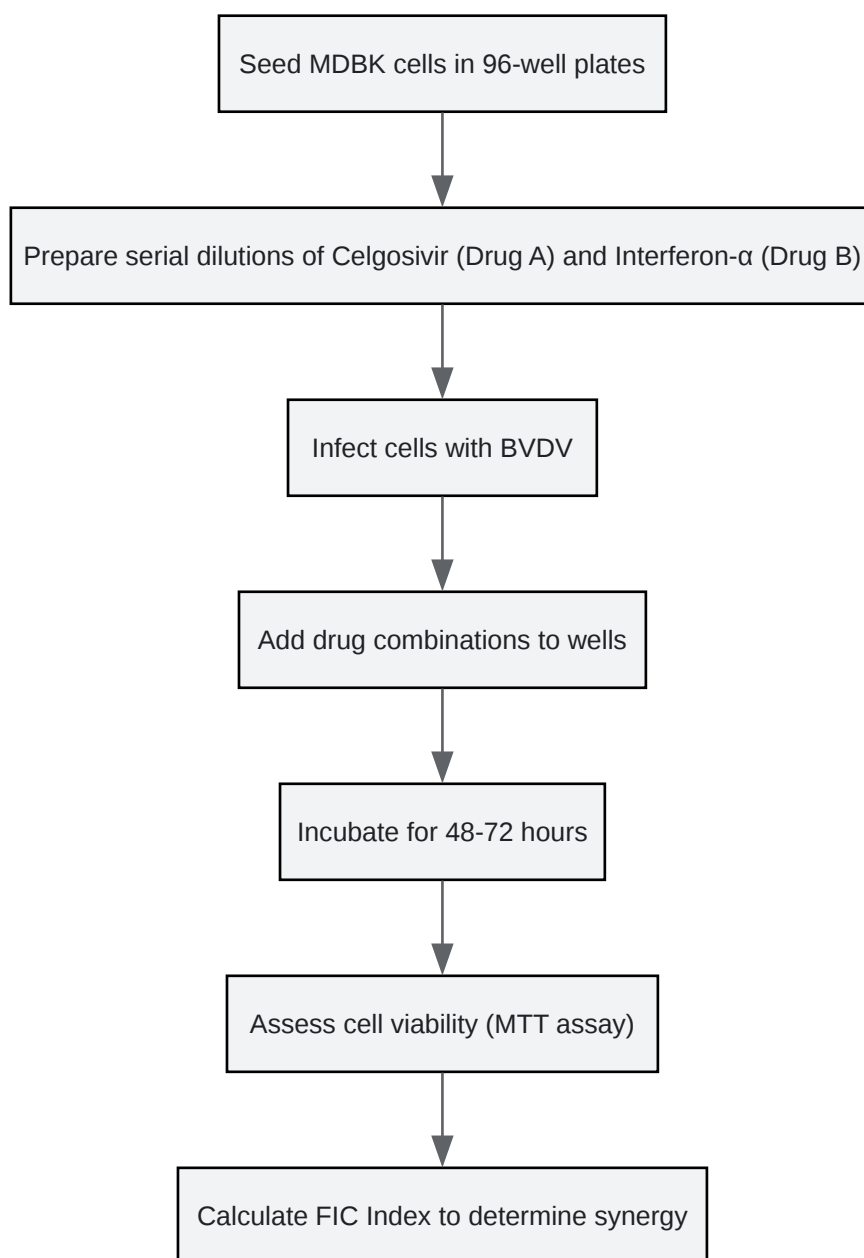 Seed MDBK cells in 96-well plates
Prepare serial dilutions of Celgosivir (Drug A) and Interferon-α (Drug B)
Infect cells with BVDV
Add drug combinations to wells
Incubate for 48-72 hours
Assess cell viability (MTT assay)
Calculate FIC Index to determine synergy